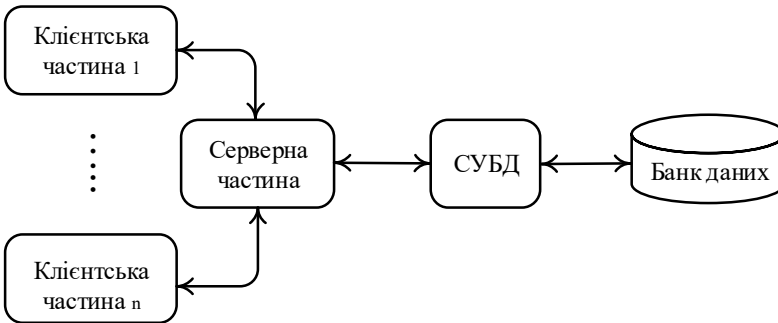 Клієнтська
частина 1
Серверна
частина
СУБД
Банк даних
Клієнтська
частина n